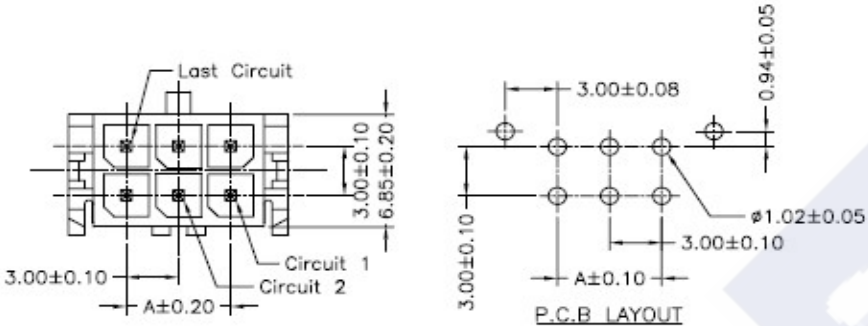 Last Circuit
3.00±0.10
6.85±0.20
Circuit 1
Circuit 2
3.00±0.10
A±0.20
3.00±0.08
0.94±0.05
3.00±0.10
ø1.02±0.05
3.00±0.10
A±0.10
P.C.B LAYOUT